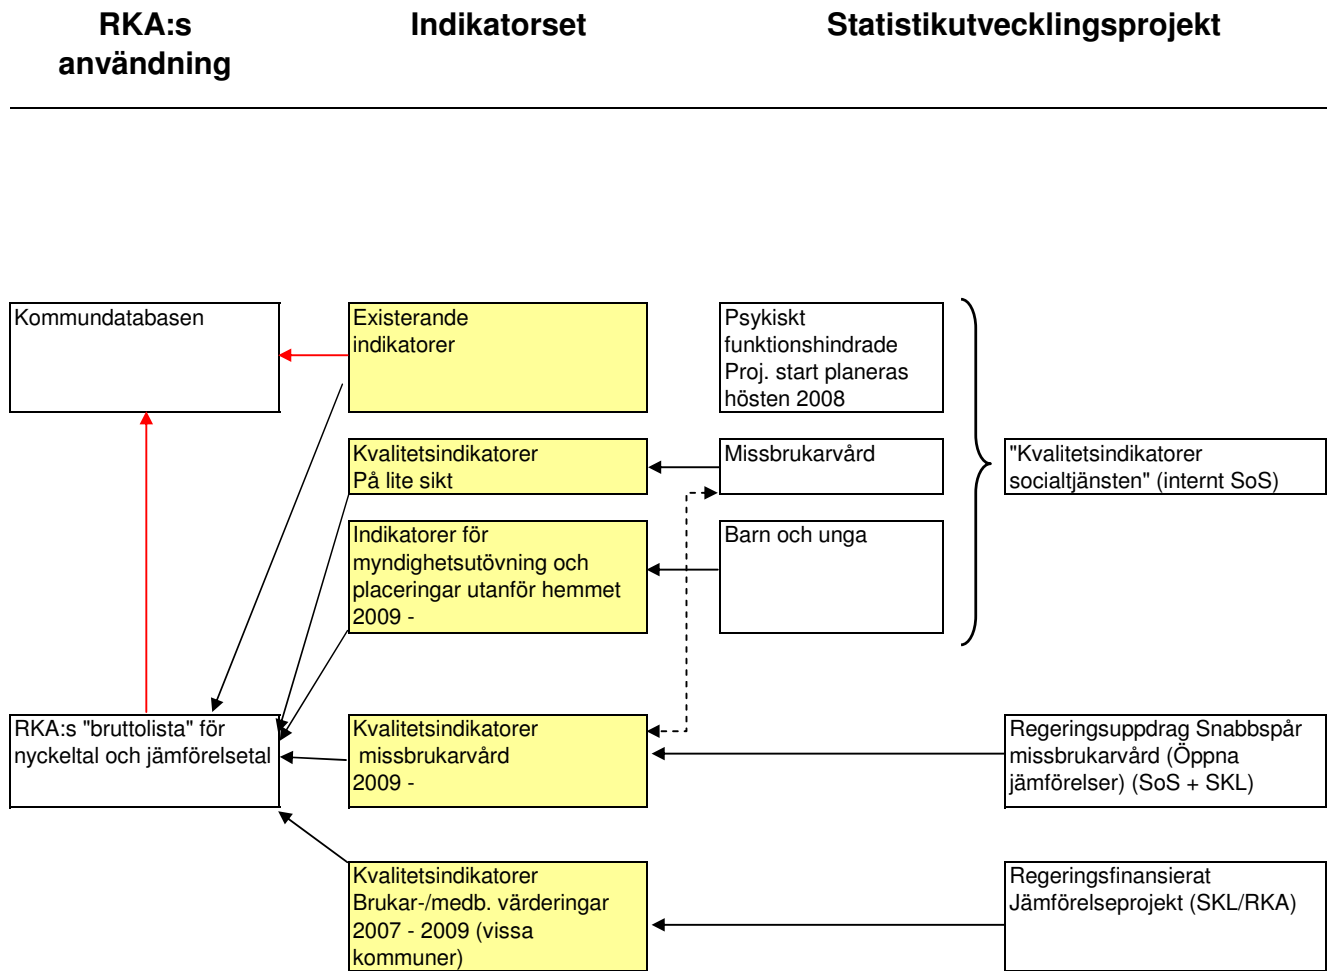 RKA:s
användning
Indikatorset
Statistikutvecklingsprojekt
Kommundatabasen
Existerande
indikatorer
Psykiskt
funktionshindrade
Proj. start planeras
hösten 2008
Kvalitetsindikatorer
På lite sikt
Missbrukarvård
"Kvalitetsindikatorer
socialtjänsten" (internt SoS)
Indikatorer för
myndighetsutövning och
placeringar utanför hemmet
2009 -
Barn och unga
RKA:s "bruttolista" för
nyckeltal och jämförelsetal
Kvalitetsindikatorer
missbrukarvård
2009 -
Regeringsuppdrag Snabbspår
missbrukarvård (Öppna
jämförelser) (SoS + SKL)
Kvalitetsindikatorer
Brukar-/medb. värderingar
2007 - 2009 (vissa
kommuner)
Regeringsfinansierat
Jämförelseprojekt (SKL/RKA)